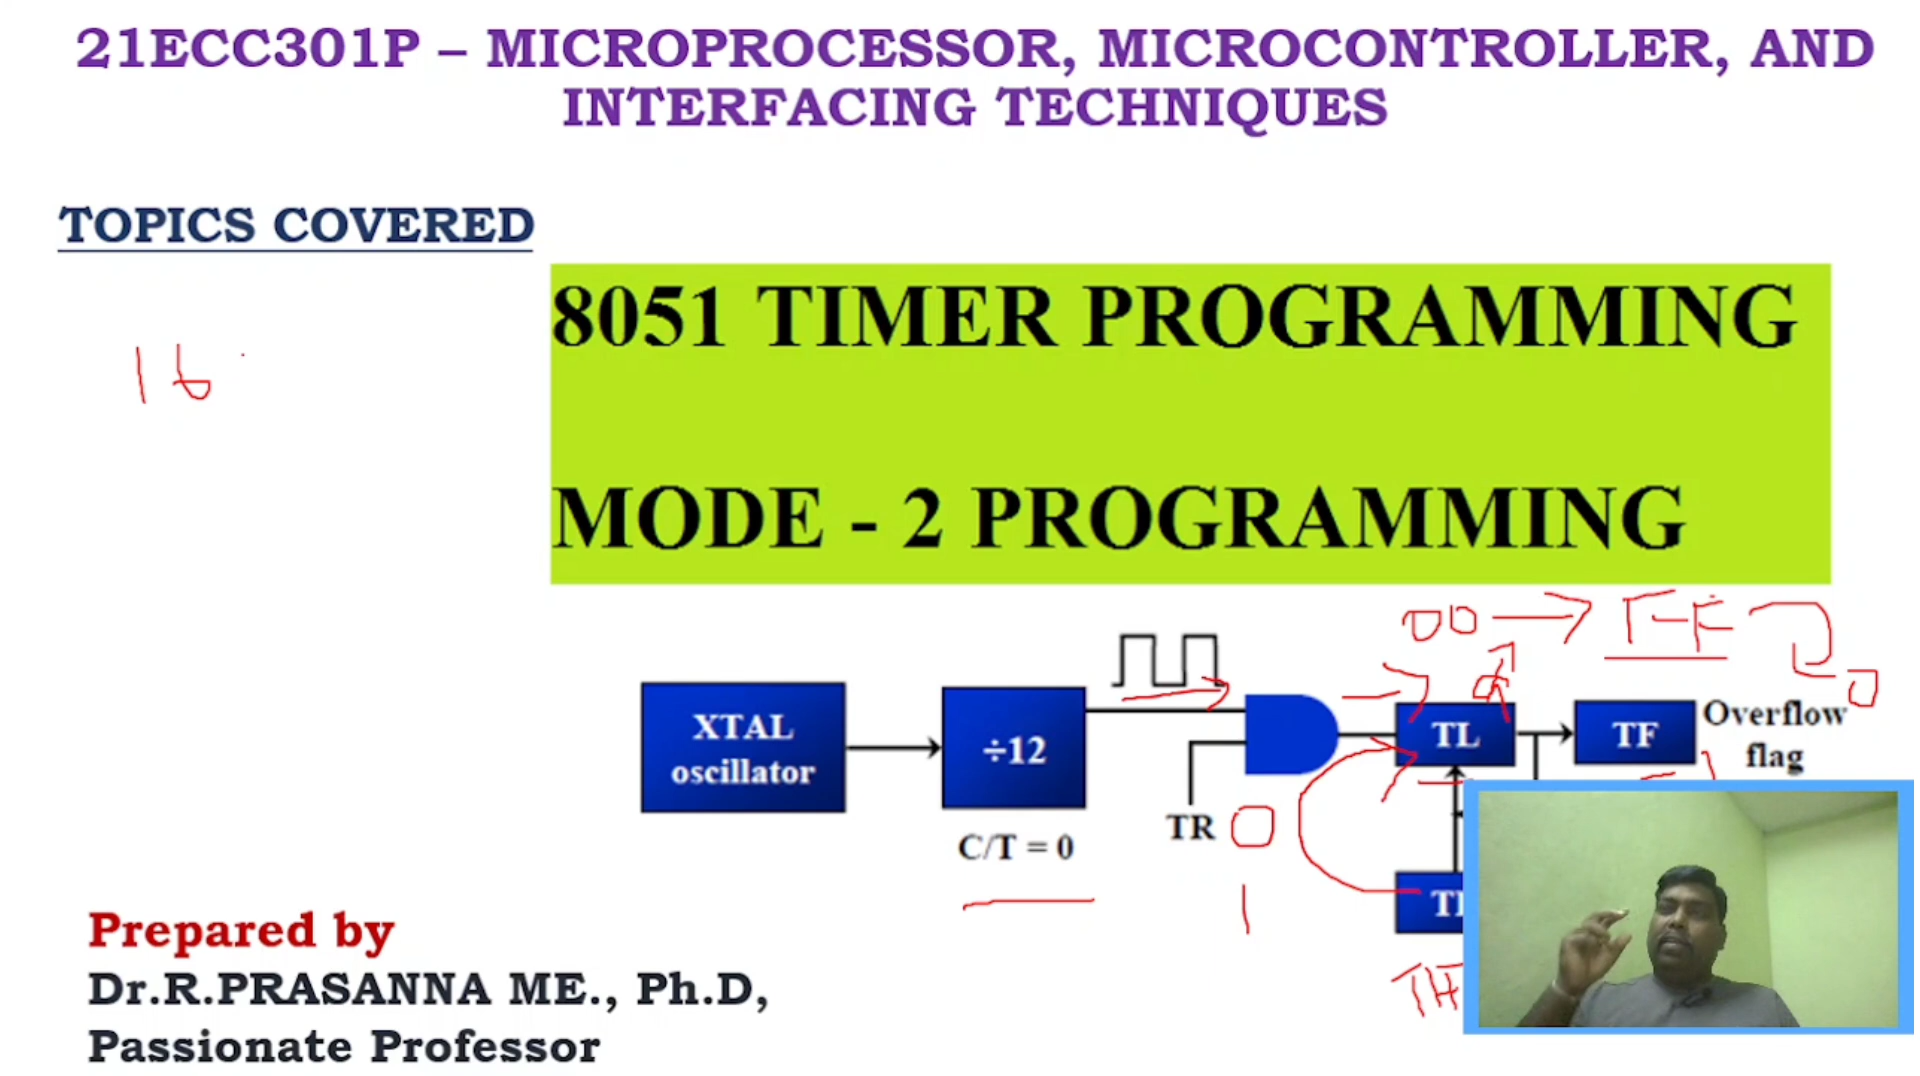 21ECC301P – MICROPROCESSOR, MICROCONTROLLER, AND
INTERFACING TECHNIQUES
TOPICS COVERED
8051 TIMER PROGRAMMING
16
MODE - 2 PROGRAMMING
00 → FF
0
XTAL
oscillator
÷12
TL
TF
Overflow
flag
TR
0
C/T = 0
1
TH
Prepared by
Dr.R.PRASANNA ME., Ph.D,
Passionate Professor